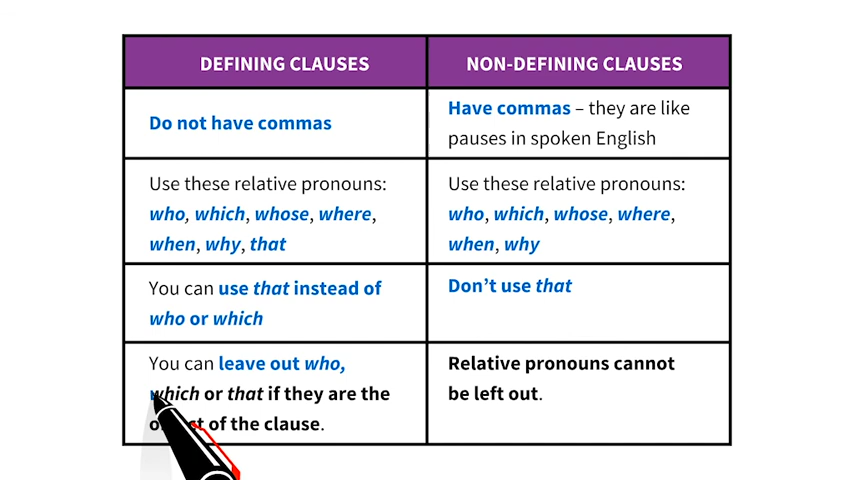 DEFINING CLAUSES
NON-DEFINING CLAUSES
Do not have commas
Have commas – they are like
pauses in spoken English
Use these relative pronouns:
who, which, whose, where,
when, why, that
Use these relative pronouns:
who, which, whose, where,
when, why
You can use that instead of
who or which
Don’t use that
You can leave out who,
which or that if they are the
of the clause.
Relative pronouns cannot
be left out.